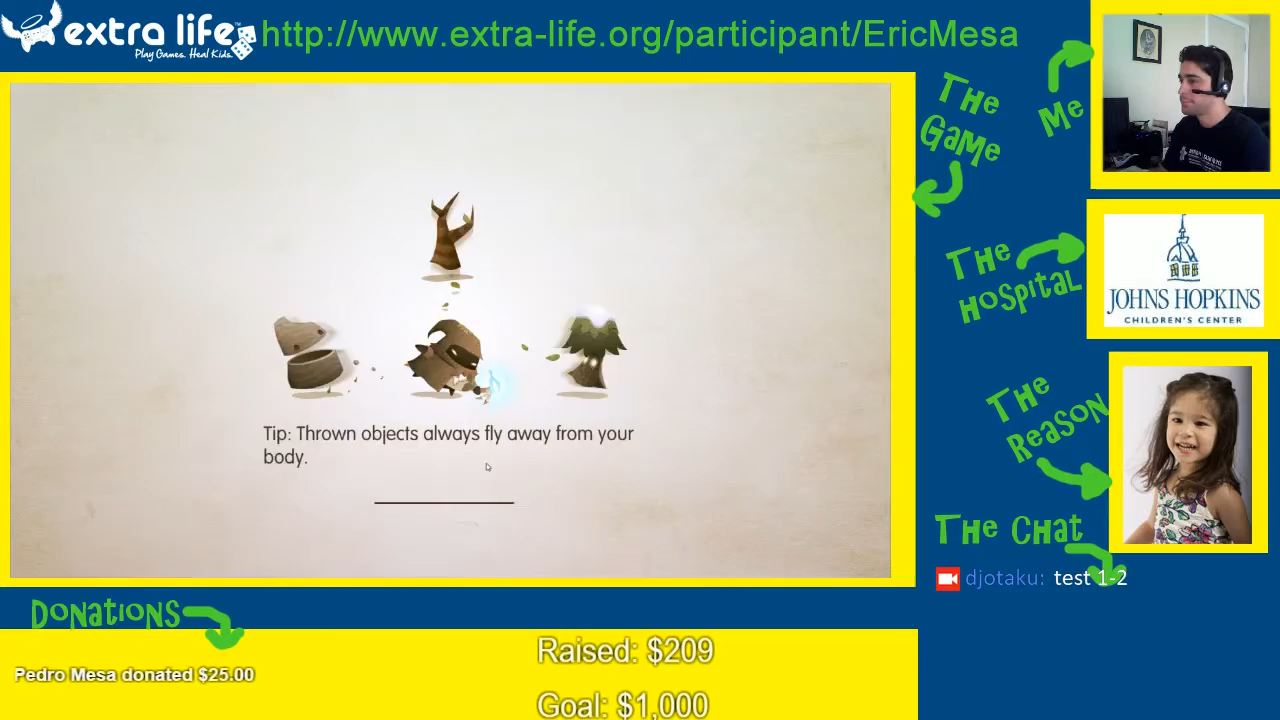 extra life
Play Games. Heal Kids.
http://www.extra-life.org/participant/EricMesa
The Game
Me
Tip: Thrown objects always fly away from your
body.
The Hospital
JOHNS HOPKINS
CHILDREN'S CENTER
The Reason
The Chat
djotaku: test 1-2
Donations
Pedro Mesa donated $25.00
Raised: $209
Goal: $1,000